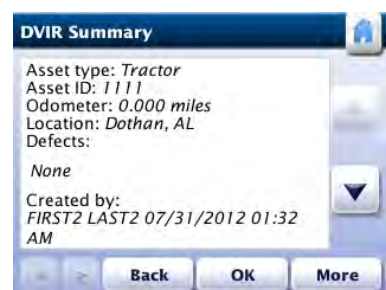 DVIR Summary
Asset type: Tractor
Asset ID: 1111
Odometer: 0.000 miles
Location: Dothan, AL
Defects:
None
Created by:
FIRST2 LAST2 07/31/2012 01:32
AM
< > Back OK More